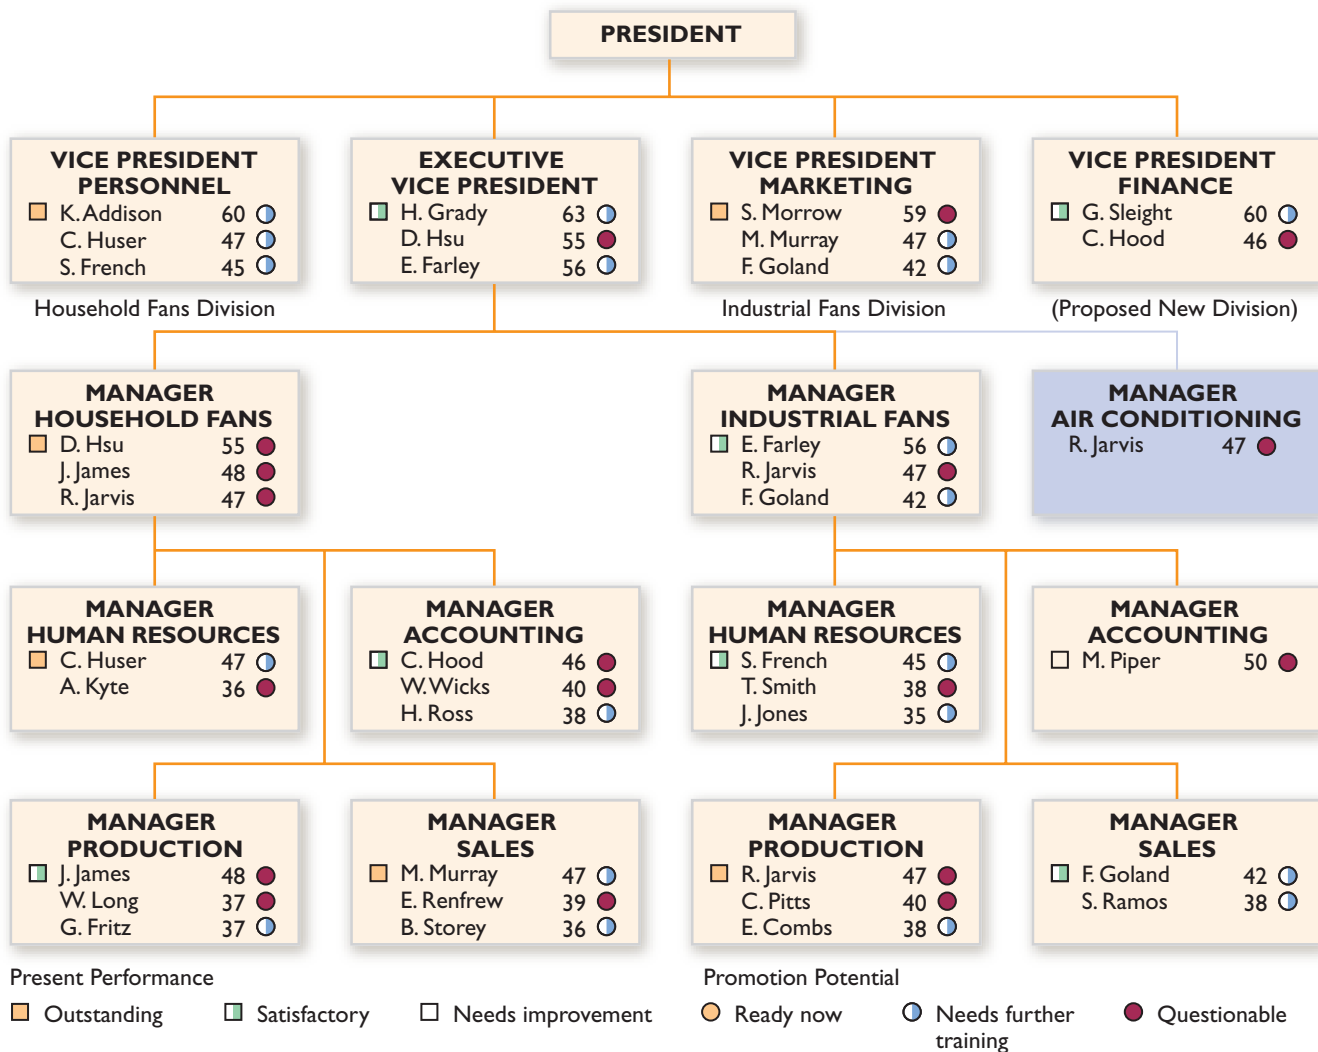 PRESIDENT
VICE PRESIDENT
PERSONNEL
K. Addison 60
C. Huser 47
S. French 45
EXECUTIVE
VICE PRESIDENT
H. Grady 63
D. Hsu 55
E. Farley 56
VICE PRESIDENT
MARKETING
S. Morrow 59
M. Murray 47
F. Goland 42
VICE PRESIDENT
FINANCE
G. Sleight 60
C. Hood 46
Household Fans Division
Industrial Fans Division
(Proposed New Division)
MANAGER
HOUSEHOLD FANS
D. Hsu 55
J. James 48
R. Jarvis 47
MANAGER
INDUSTRIAL FANS
E. Farley 56
R. Jarvis 47
F. Goland 42
MANAGER
AIR CONDITIONING
R. Jarvis 47
MANAGER
HUMAN RESOURCES
C. Huser 47
A. Kyte 36
MANAGER
ACCOUNTING
C. Hood 46
W. Wicks 40
H. Ross 38
MANAGER
HUMAN RESOURCES
S. French 45
T. Smith 38
J. Jones 35
MANAGER
ACCOUNTING
M. Piper 50
MANAGER
PRODUCTION
J. James 48
W. Long 37
G. Fritz 37
MANAGER
SALES
M. Murray 47
E. Renfrew 39
B. Storey 36
MANAGER
PRODUCTION
R. Jarvis 47
C. Pitts 40
E. Combs 38
MANAGER
SALES
F. Goland 42
S. Ramos 38
Present Performance
Outstanding
Satisfactory
Needs improvement
Promotion Potential
Ready now
Needs further
training
Questionable